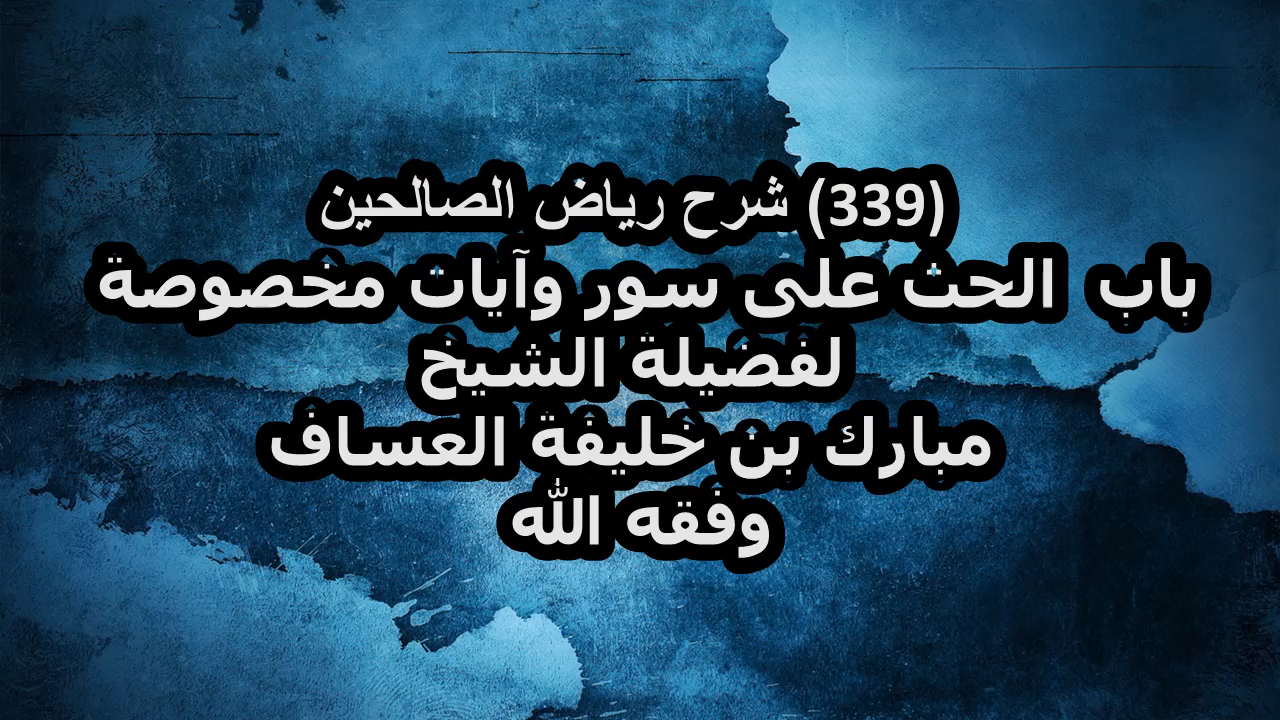 (339) شرح رياض الصالحين
باب الحث على سور وآيات مخصوصة
لفضيلة الشيخ
مبارك بن خليفة العساف
وفقه الله